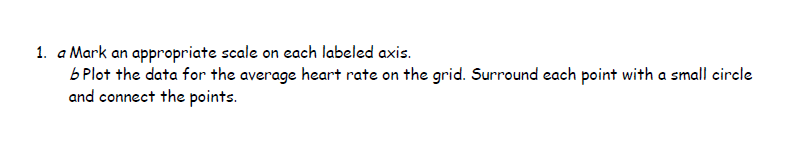 1. a Mark an appropriate scale on each labeled axis.
b Plot the data for the average heart rate on the grid. Surround each point with a small circle
and connect the points.